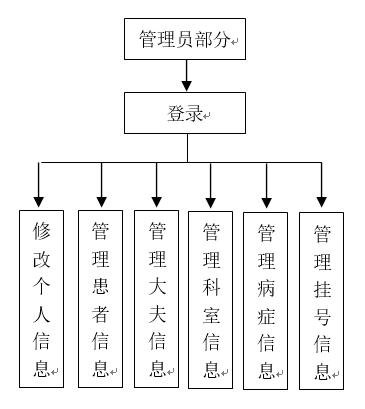 管理员部分
登录
修改个人信息
管理患者信息
管理大夫信息
管理科室信息
管理病症信息
管理挂号信息